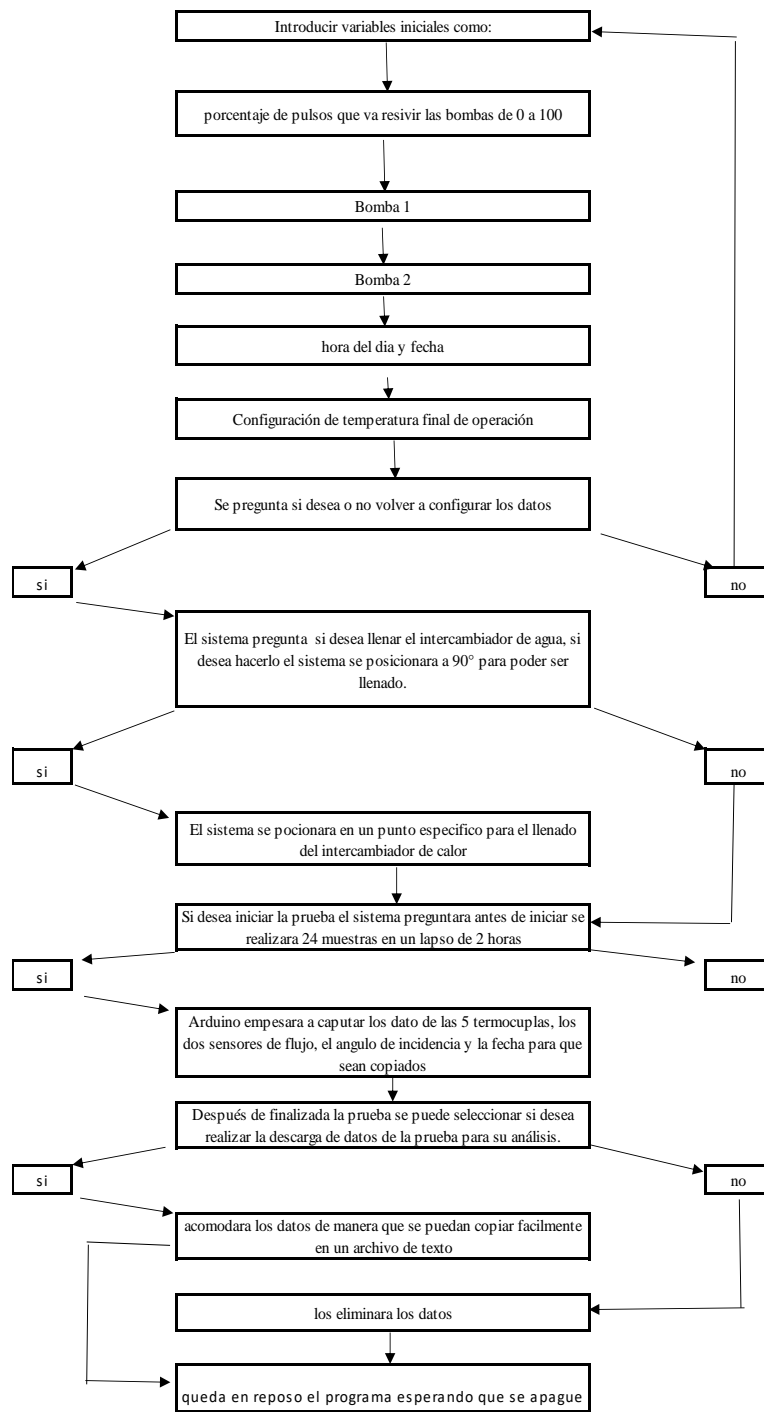 Introducir variables iniciales como:
porcentaje de pulsos que va resivir las bombas de 0 a 100
Bomba 1
Bomba 2
hora del dia y fecha
Configuración de temperatura final de operación
Se pregunta si desea o no volver a configurar los datos
si
no
El sistema pregunta si desea llenar el intercambiador de agua, si
desea hacerlo el sistema se posicionara a 90° para poder ser
llenado.
si
no
El sistema se pocionara en un punto especifico para el llenado
del intercambiador de calor
Si desea iniciar la prueba el sistema preguntara antes de iniciar se
realizara 24 muestras en un lapso de 2 horas
si
no
Arduino empesara a caputar los dato de las 5 termocuplas, los
dos sensores de flujo, el angulo de incidencia y la fecha para que
sean copiados
Después de finalizada la prueba se puede seleccionar si desea
realizar la descarga de datos de la prueba para su análisis.
si
no
acomodara los datos de manera que se puedan copiar facilmente
en un archivo de texto
los eliminara los datos
queda en reposo el programa esperando que se apague